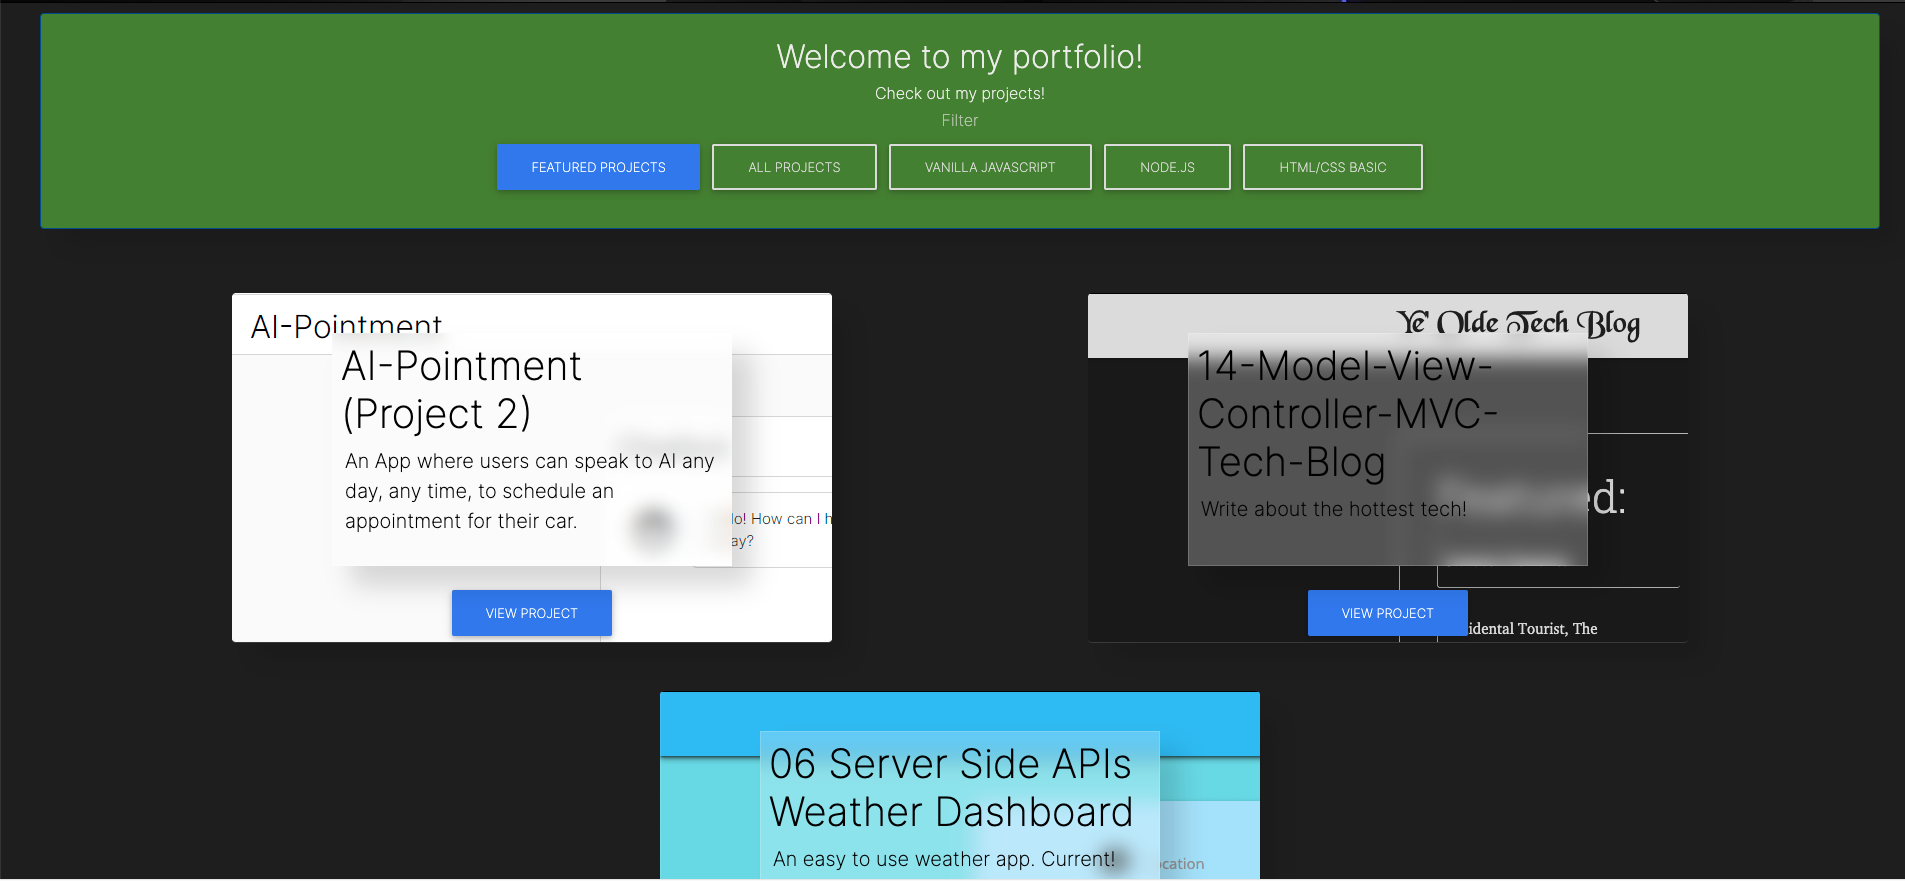 Welcome to my portfolio!
Check out my projects!
Filter
FEATURED PROJECTS
ALL PROJECTS
VANILLA JAVASCRIPT
NODE.JS
HTML/CSS BASIC
AI-Pointment
AI-Pointment
(Project 2)
An App where users can speak to AI any
day, any time, to schedule an
appointment for their car.
How can I
VIEW PROJECT
Ye' Olde Tech Blog
14-Model-View-
Controller-MVC-
Tech-Blog
Write about the hottest tech!
VIEW PROJECT
Tourist, The
06 Server Side APIs
Weather Dashboard
An easy to use weather app. Current!